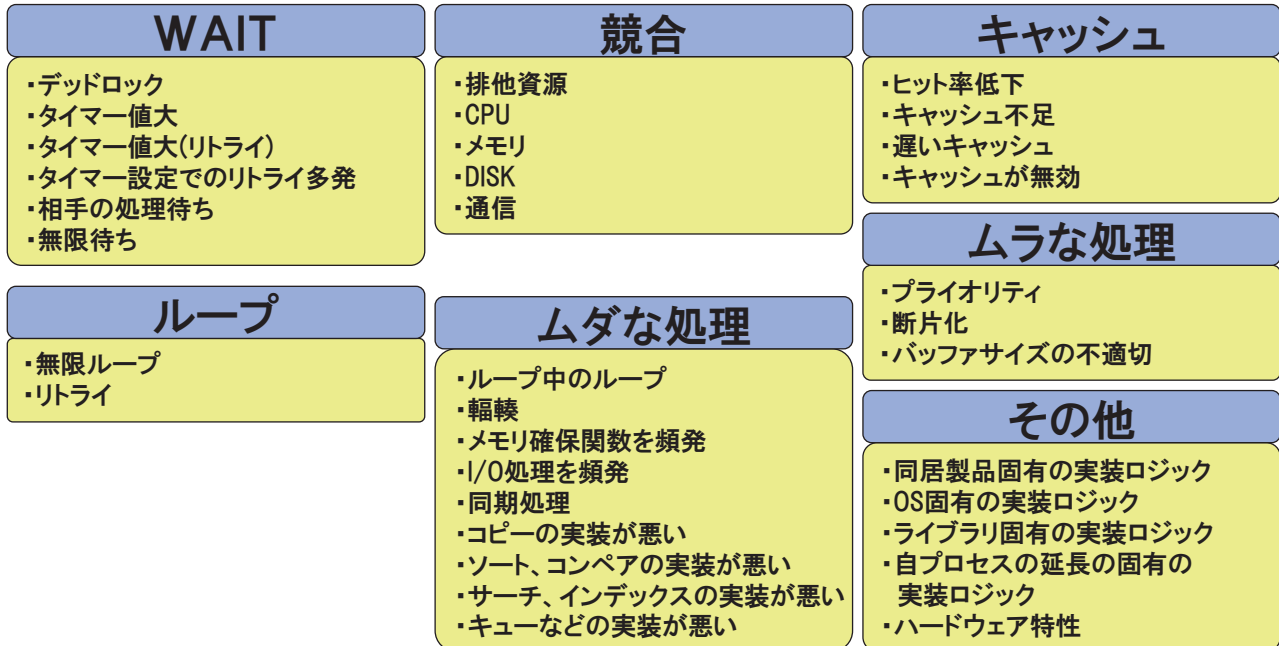 WAIT
・デッドロック
・タイマー値大
・タイマー値大(リトライ)
・タイマー設定でのリトライ多発
・相手の処理待ち
・無限待ち
ループ
・無限ループ
・リトライ
競合
・排他資源
・CPU
・メモリ
・DISK
・通信
ムダな処理
・ループ中のループ
・輻輳
・メモリ確保関数を頻発
・I/O処理を頻発
・同期処理
・コピーの実装が悪い
・ソート、コンペアの実装が悪い
・サーチ、インデックスの実装が悪い
・キューなどの実装が悪い
キャッシュ
・ヒット率低下
・キャッシュ不足
・遅いキャッシュ
・キャッシュが無効
ムラな処理
・プライオリティ
・断片化
・バッファサイズの不適切
その他
・同居製品固有の実装ロジック
・OS固有の実装ロジック
・ライブラリ固有の実装ロジック
・自プロセスの延長の固有の
実装ロジック
・ハードウェア特性